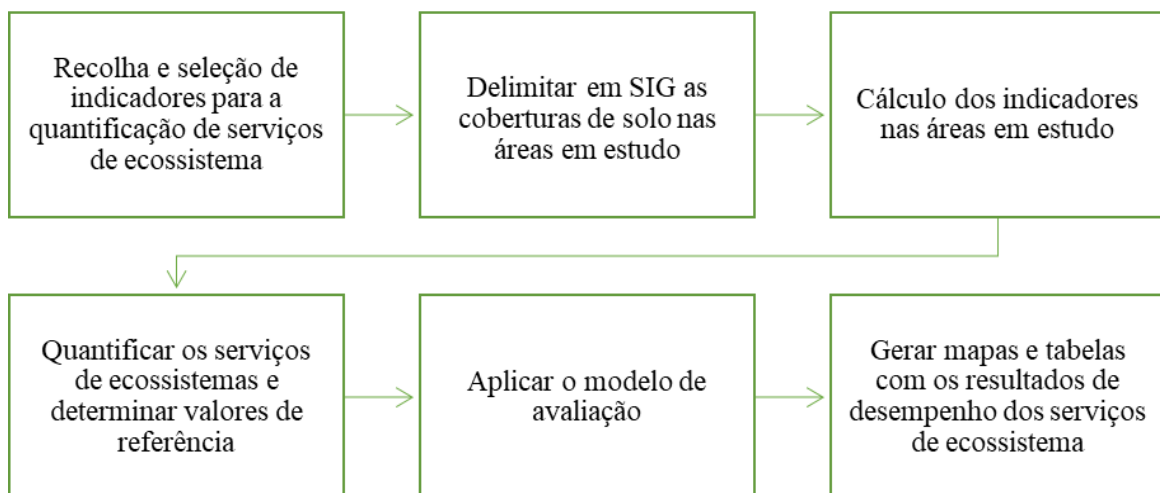 Recolha e seleção de
indicadores para a
quantificação de serviços
de ecossistema
Delimitar em SIG as
coberturas de solo nas
áreas em estudo
Cálculo dos indicadores
nas áreas em estudo
Quantificar os serviços
de ecossistemas e
determinar valores de
referência
Aplicar o modelo de
avaliação
Gerar mapas e tabelas
com os resultados de
desempenho dos serviços
de ecossistema